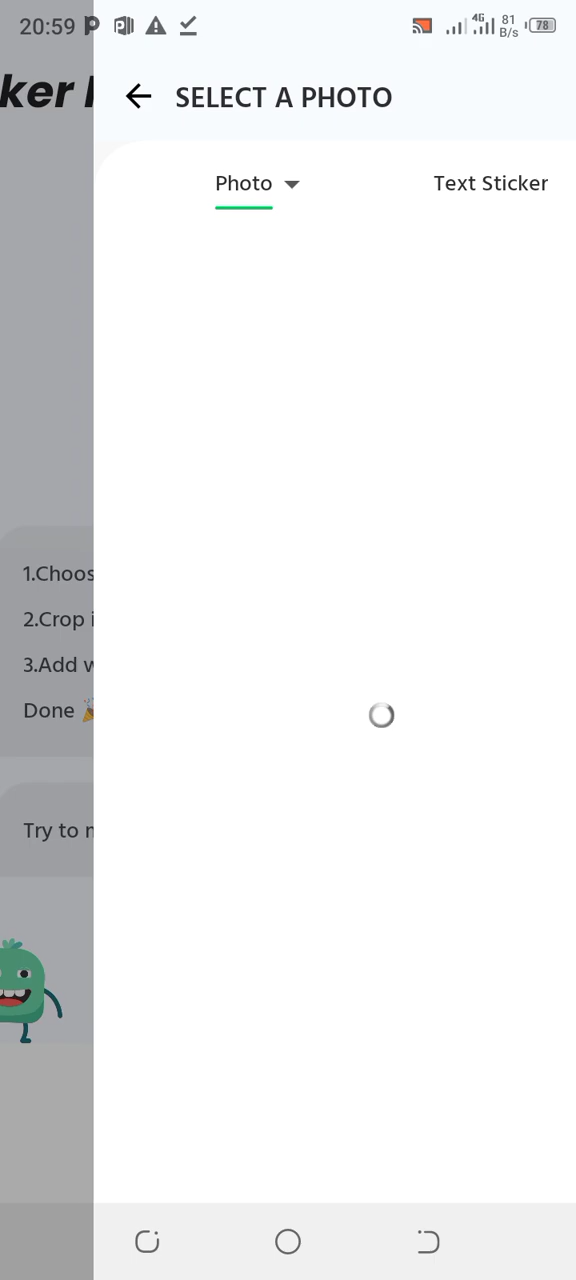 20:59
4G 81 B/s 78
ker
SELECT A PHOTO
Photo
Text Sticker
1.Choos
2.Crop i
3.Add w
Done 🎉
Try to